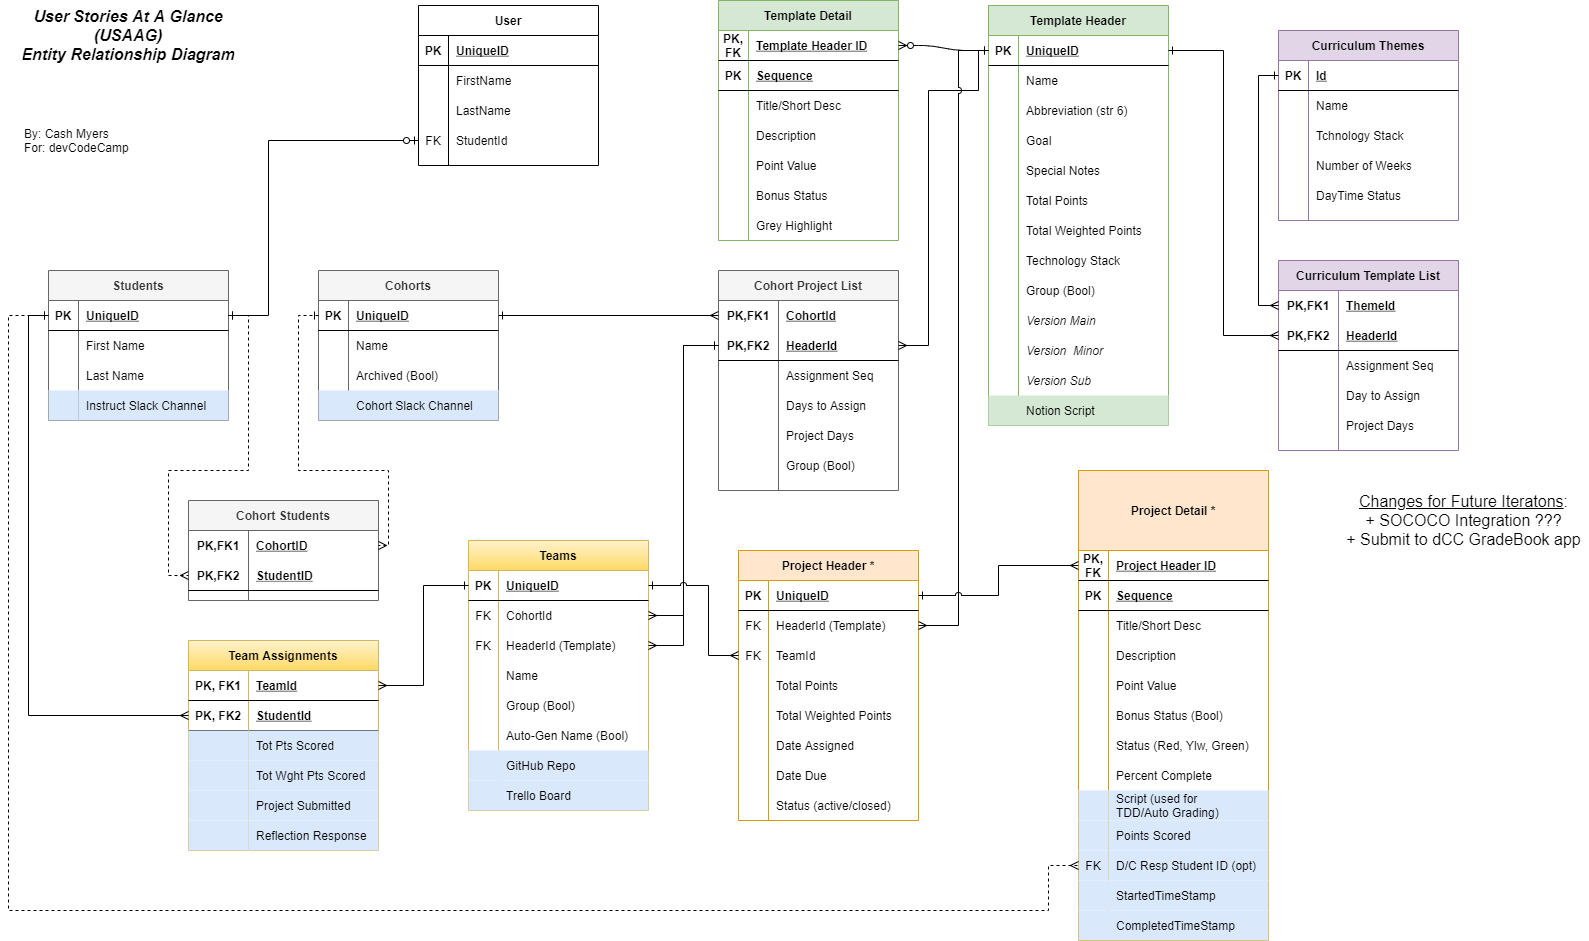 User Stories At A Glance
(USAAG)
Entity Relationship Diagram
By: Cash Myers
For: devCodeCamp
User
PK UniqueID
FirstName
LastName
FK StudentId
Template Detail
PK,
FK Template Header ID
PK Sequence
Title/Short Desc
Description
Point Value
Bonus Status
Grey Highlight
Template Header
PK UniqueID
Name
Abbreviation (str 6)
Goal
Special Notes
Total Points
Total Weighted Points
Technology Stack
Group (Bool)
Version Main
Version Minor
Version Sub
Notion Script
Curriculum Themes
PK Id
Name
Tchnology Stack
Number of Weeks
DayTime Status
Curriculum Template List
PK,FK1 ThemeId
PK,FK2 HeaderId
Assignment Seq
Day to Assign
Project Days
Students
PK UniqueID
First Name
Last Name
Instruct Slack Channel
Cohorts
PK UniqueID
Name
Archived (Bool)
Cohort Slack Channel
Cohort Project List
PK,FK1 CohortId
PK,FK2 HeaderId
Assignment Seq
Days to Assign
Project Days
Group (Bool)
Cohort Students
PK,FK1 CohortID
PK,FK2 StudentID
Team Assignments
PK, FK1 TeamId
PK, FK2 StudentId
Tot Pts Scored
Tot Wght Pts Scored
Project Submitted
Reflection Response
Teams
PK UniqueID
FK CohortId
FK HeaderId (Template)
Name
Group (Bool)
Auto-Gen Name (Bool)
GitHub Repo
Trello Board
Project Header *
PK UniqueID
FK HeaderId (Template)
FK TeamId
Total Points
Total Weighted Points
Date Assigned
Date Due
Status (active/closed)
Project Detail *
PK,
FK Project Header ID
PK Sequence
Title/Short Desc
Description
Point Value
Bonus Status (Bool)
Status (Red, Ylw, Green)
Percent Complete
Script (used for
TDD/Auto Grading)
Points Scored
FK D/C Resp Student ID (opt)
StartedTimeStamp
CompletedTimeStamp
Changes for Future Iteratons:
+ SOCOCO Integration ???
+ Submit to dCC GradeBook app